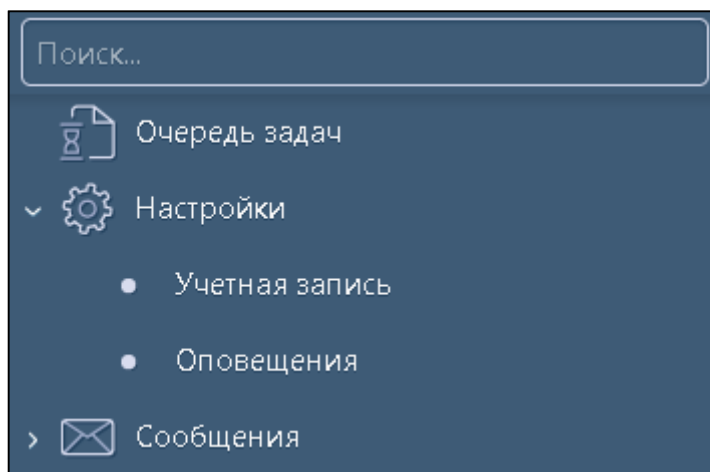 Поиск...
Очередь задач
Настройки
Учетная запись
Оповещения
Сообщения